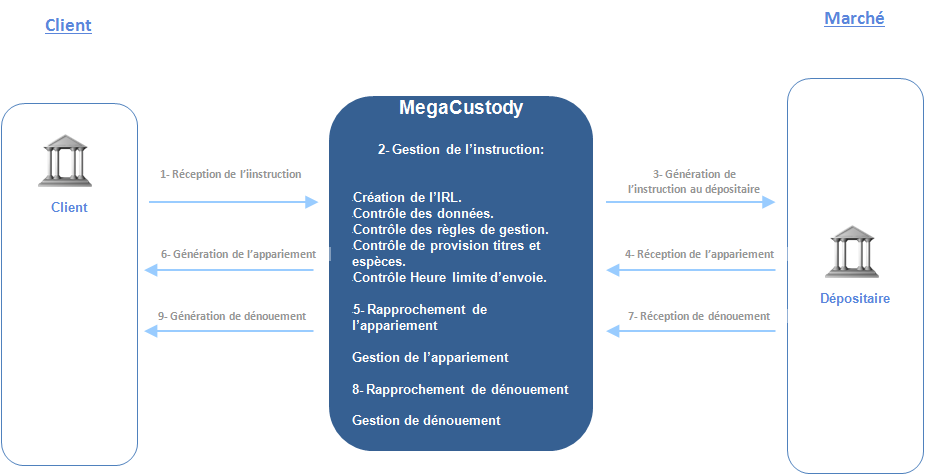 Client
Marché
MegaCustody
2- Gestion de l’instruction:
1- Réception de l’iinstruction
3- Génération de
l’instruction au dépositaire
Client
Création de l’IRL.
Contrôle des données.
Contrôle des règles de gestion.
Contrôle de provision titres et
espèces.
Contrôle Heure limite d’envoie.
6- Génération de l’appariement
4- Réception de l’appariement
Dépositaire
5- Rapprochement de
l’appariement
9- Génération de dénouement
7- Réception de dénouement
Gestion de l’appariement
8- Rapprochement de dénouement
Gestion de dénouement